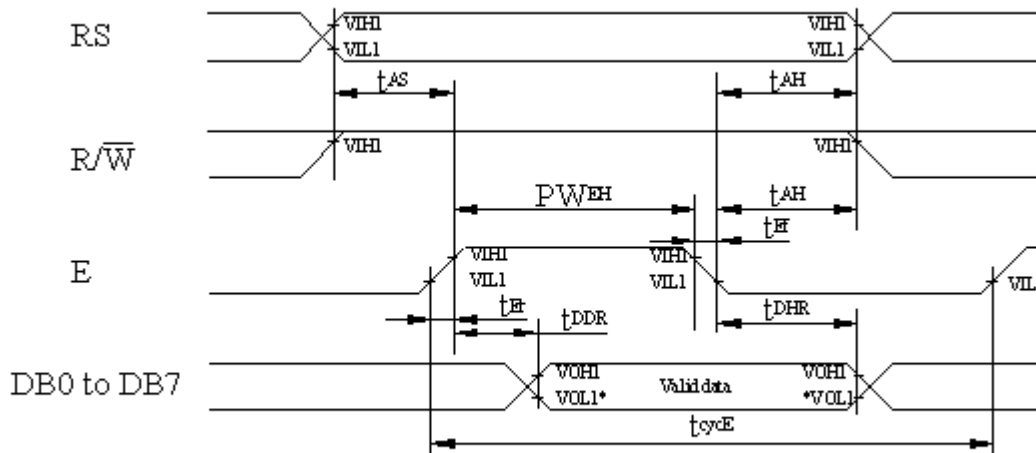 RS VIH1 VIH1
VIL1 VIL1
tAS tAH
R/W̅ VIH1 VIH1
PWEH tAH
tEf
E VIH1 VIH1
VIL1 VIL1 VIL
tEr tDDR tDHR
DB0 to DB7 VOH1 Valid data VOH1
VOL1* *VOL1
tcycE